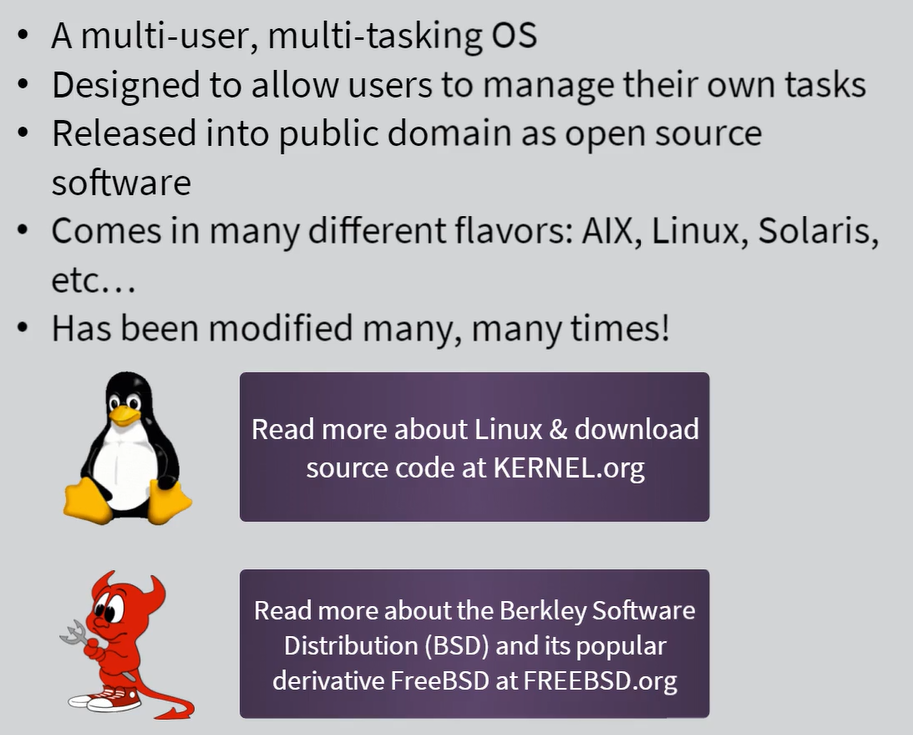 • A multi-user, multi-tasking OS
• Designed to allow users to manage their own tasks
• Released into public domain as open source
software
• Comes in many different flavors: AIX, Linux, Solaris,
etc…
• Has been modified many, many times!
Read more about Linux & download
source code at KERNEL.org
Read more about the Berkley Software
Distribution (BSD) and its popular
derivative FreeBSD at FREEBSD.org